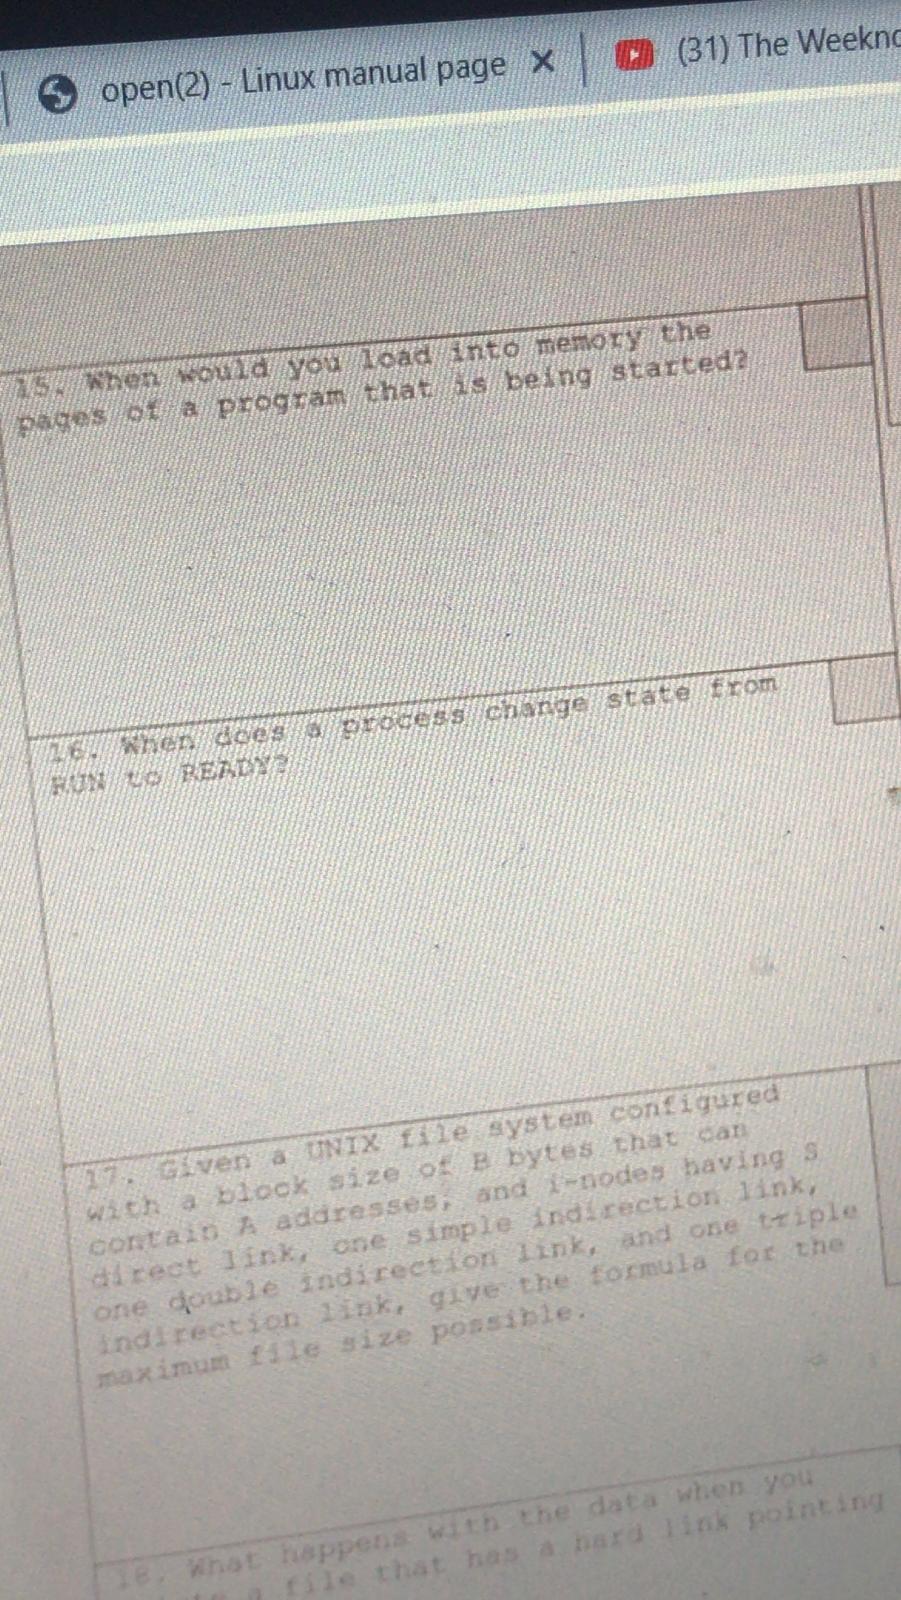 open(2) - Linux manual page
(31) The Weeknd
15. When would you load into memory the
pages of a program that is being started?
16. When does a process change state from
RUN to READY?
17. Given a UNIX file system configured
with a block size of B bytes that can
contain A addresses, and i-nodes having S
direct link, one simple indirection link,
one double indirection link, and one triple
indirection link, give the formula for the
maximum file size possible.
18. What happens with the data when you
a file that has a hard link pointing